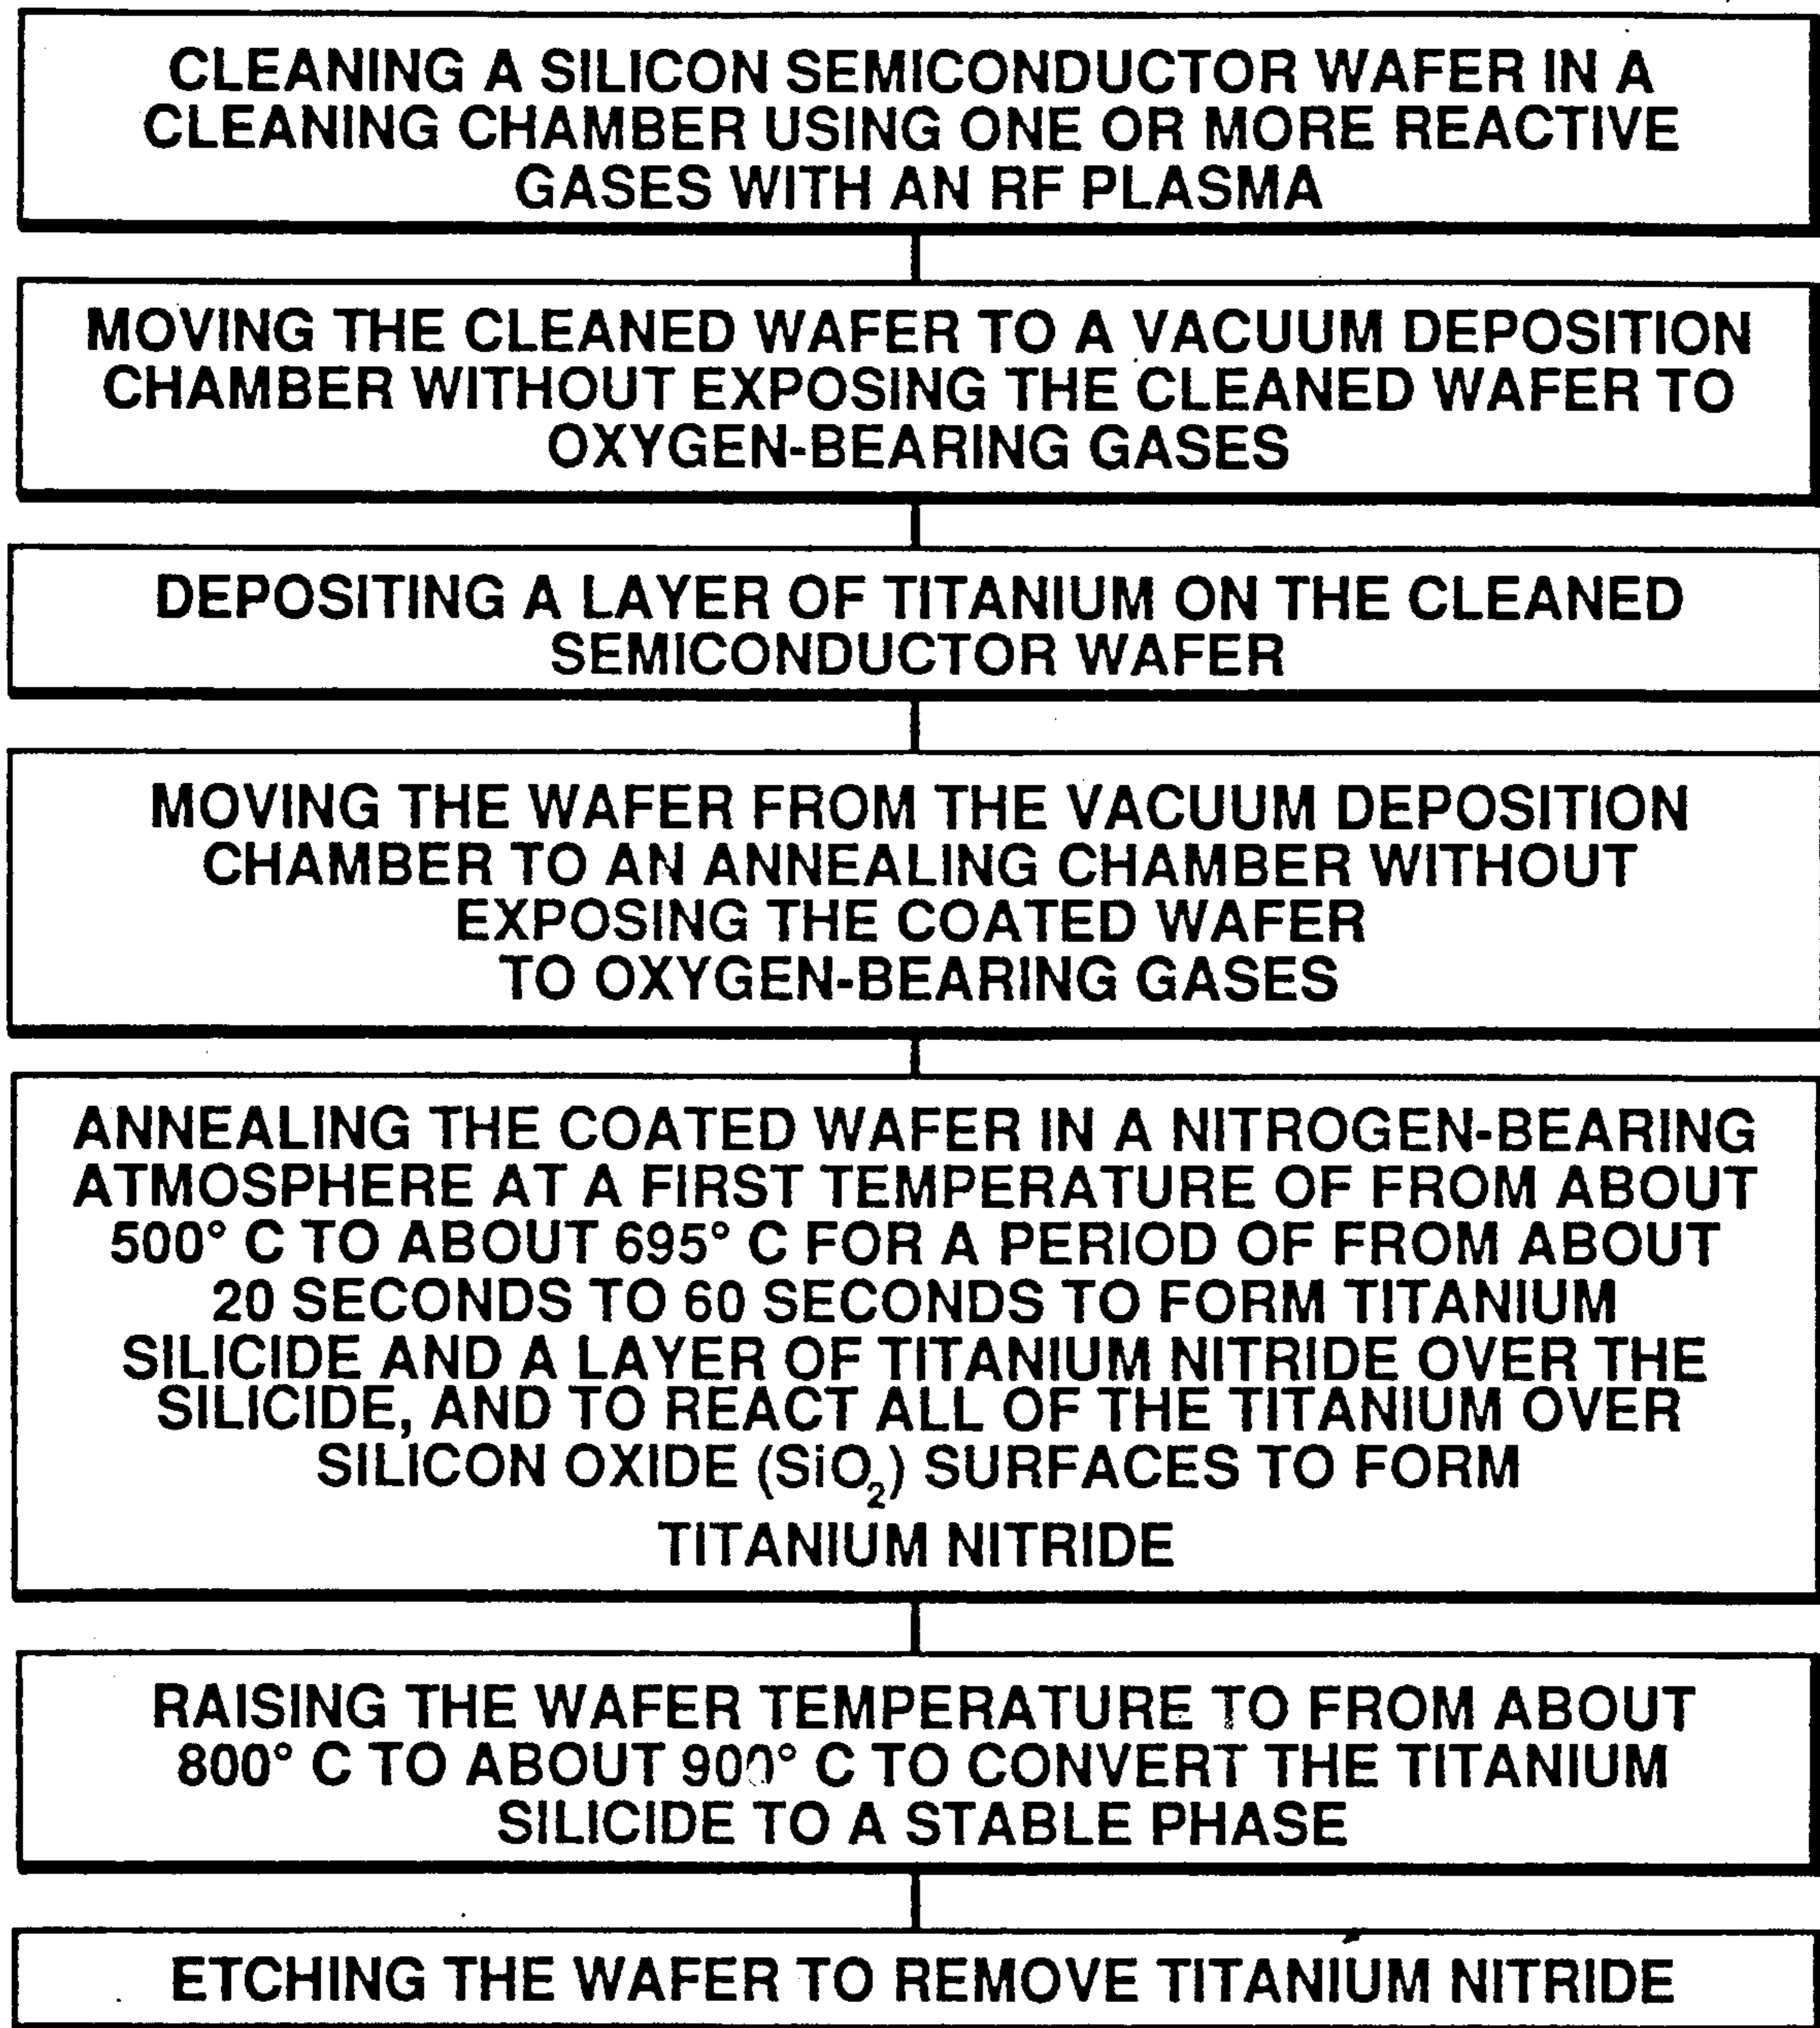 CLEANING A SILICON SEMICONDUCTOR WAFER IN A
CLEANING CHAMBER USING ONE OR MORE REACTIVE
GASES WITH AN RF PLASMA
MOVING THE CLEANED WAFER TO A VACUUM DEPOSITION
CHAMBER WITHOUT EXPOSING THE CLEANED WAFER TO
OXYGEN-BEARING GASES
DEPOSITING A LAYER OF TITANIUM ON THE CLEANED
SEMICONDUCTOR WAFER
MOVING THE WAFER FROM THE VACUUM DEPOSITION
CHAMBER TO AN ANNEALING CHAMBER WITHOUT
EXPOSING THE COATED WAFER
TO OXYGEN-BEARING GASES
ANNEALING THE COATED WAFER IN A NITROGEN-BEARING
ATMOSPHERE AT A FIRST TEMPERATURE OF FROM ABOUT
500° C TO ABOUT 695° C FOR A PERIOD OF FROM ABOUT
20 SECONDS TO 60 SECONDS TO FORM TITANIUM
SILICIDE AND A LAYER OF TITANIUM NITRIDE OVER THE
SILICIDE, AND TO REACT ALL OF THE TITANIUM OVER
SILICON OXIDE (SiO₂) SURFACES TO FORM
TITANIUM NITRIDE
RAISING THE WAFER TEMPERATURE TO FROM ABOUT
800° C TO ABOUT 900° C TO CONVERT THE TITANIUM
SILICIDE TO A STABLE PHASE
ETCHING THE WAFER TO REMOVE TITANIUM NITRIDE